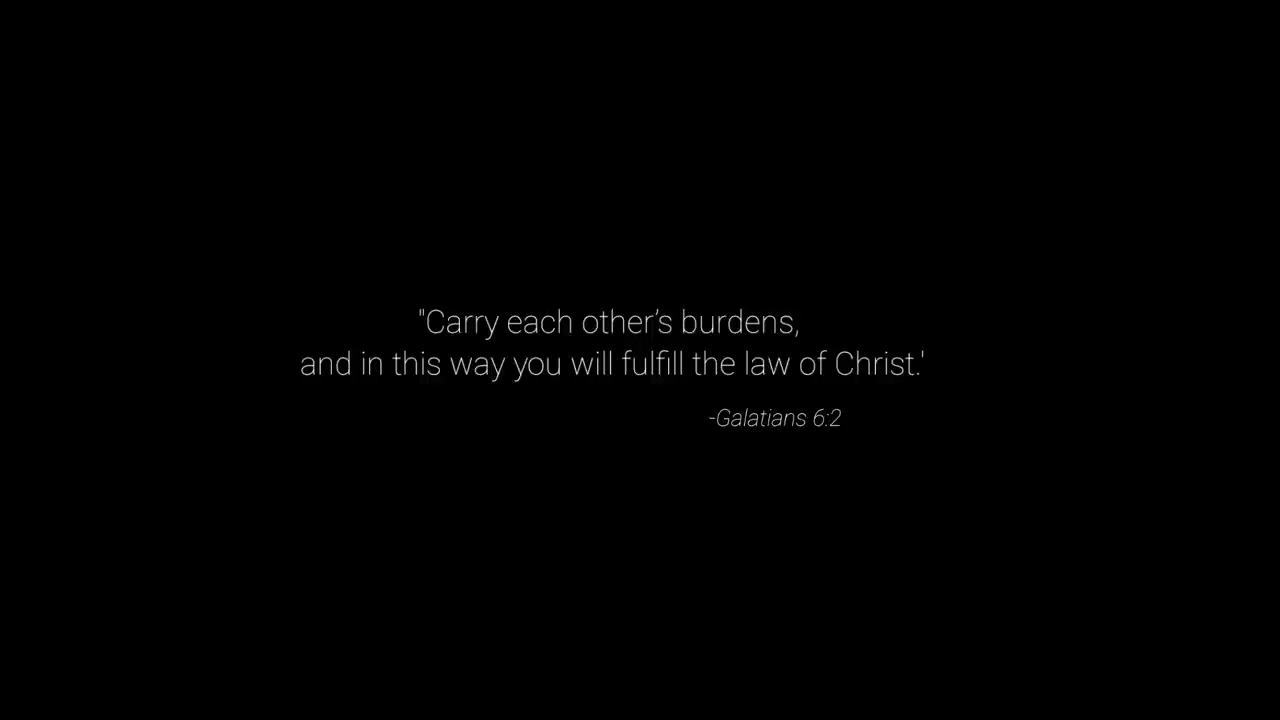 "Carry each other’s burdens,
and in this way you will fulfill the law of Christ.'
-Galatians 6:2